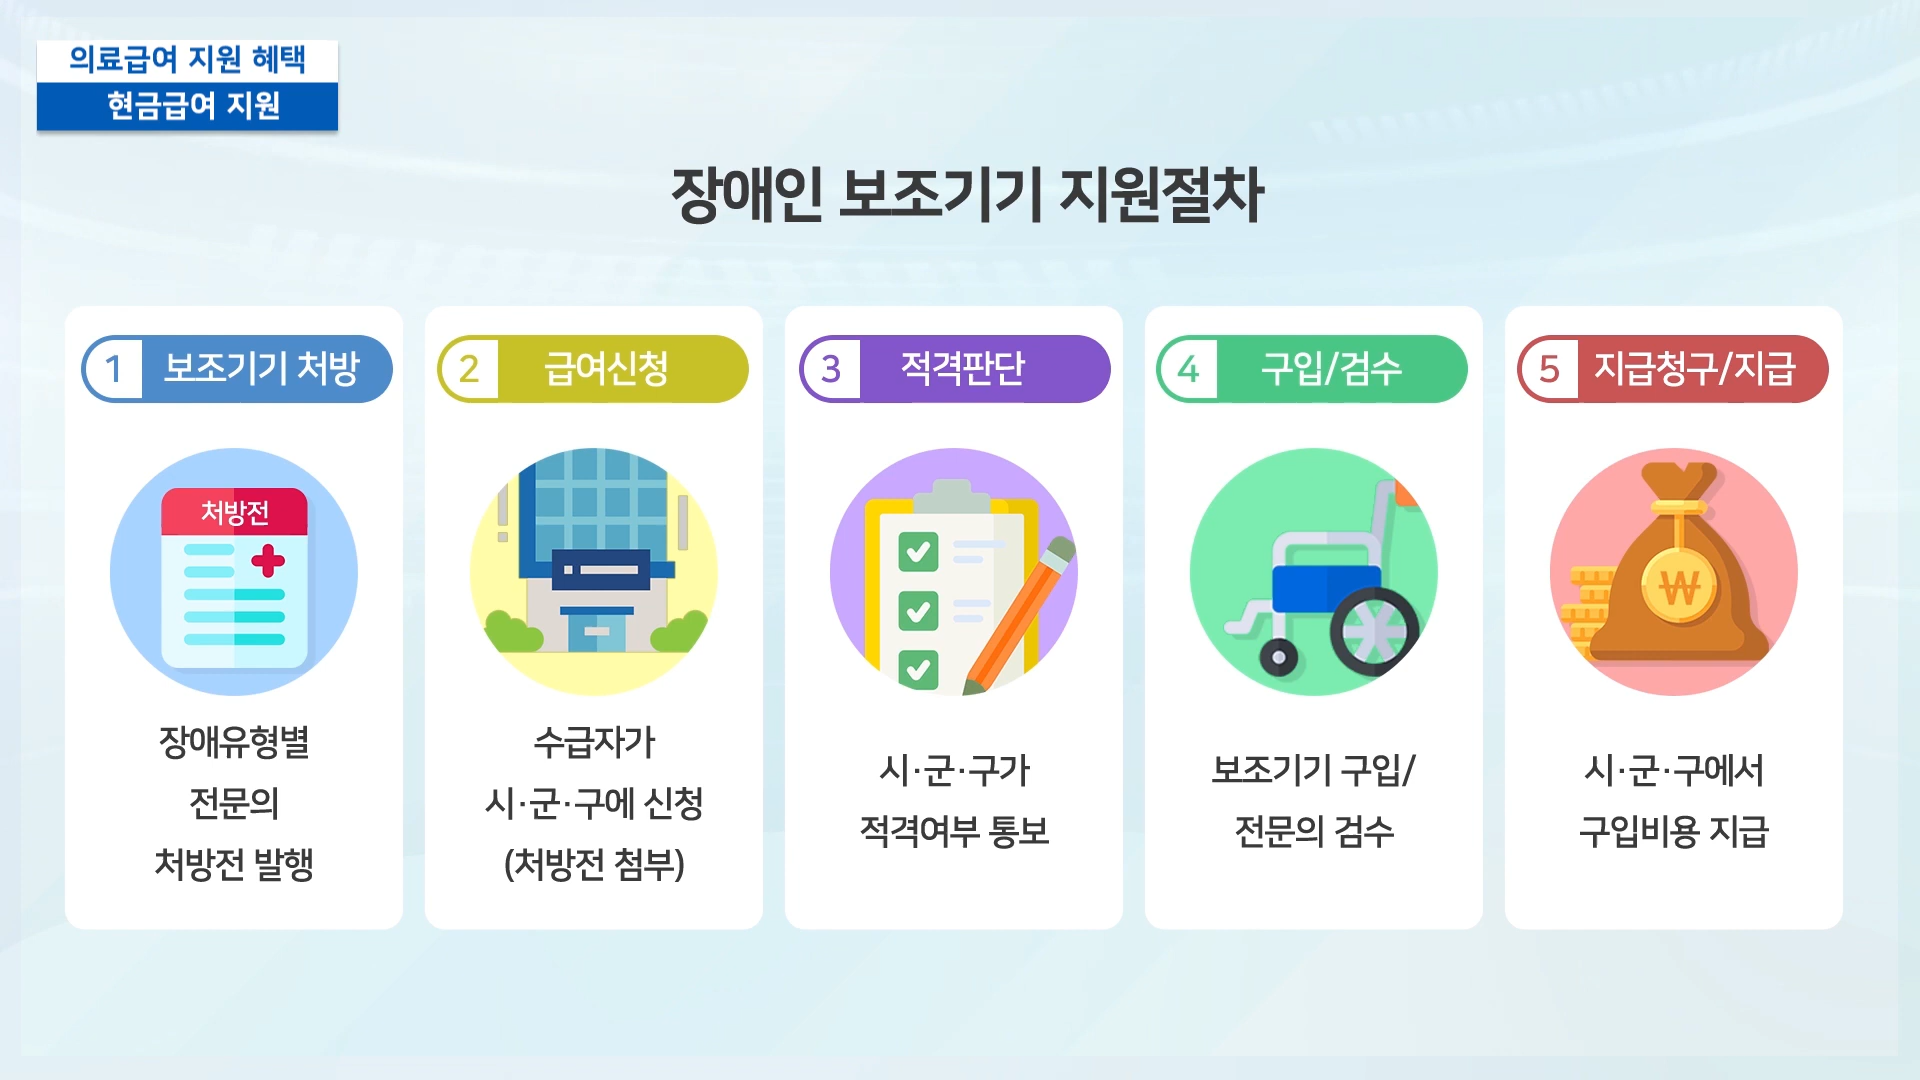 의료급여 지원 혜택
현금급여 지원
장애인 보조기기 지원절차
1 보조기기 처방
처방전
장애유형별
전문의
처방전 발행
2 급여신청
수급자가
시·군·구에 신청
(처방전 첨부)
3 적격판단
시·군·구가
적격여부 통보
4 구입/검수
보조기기 구입/
전문의 검수
5 지급청구/지급
₩
시·군·구에서
구입비용 지급